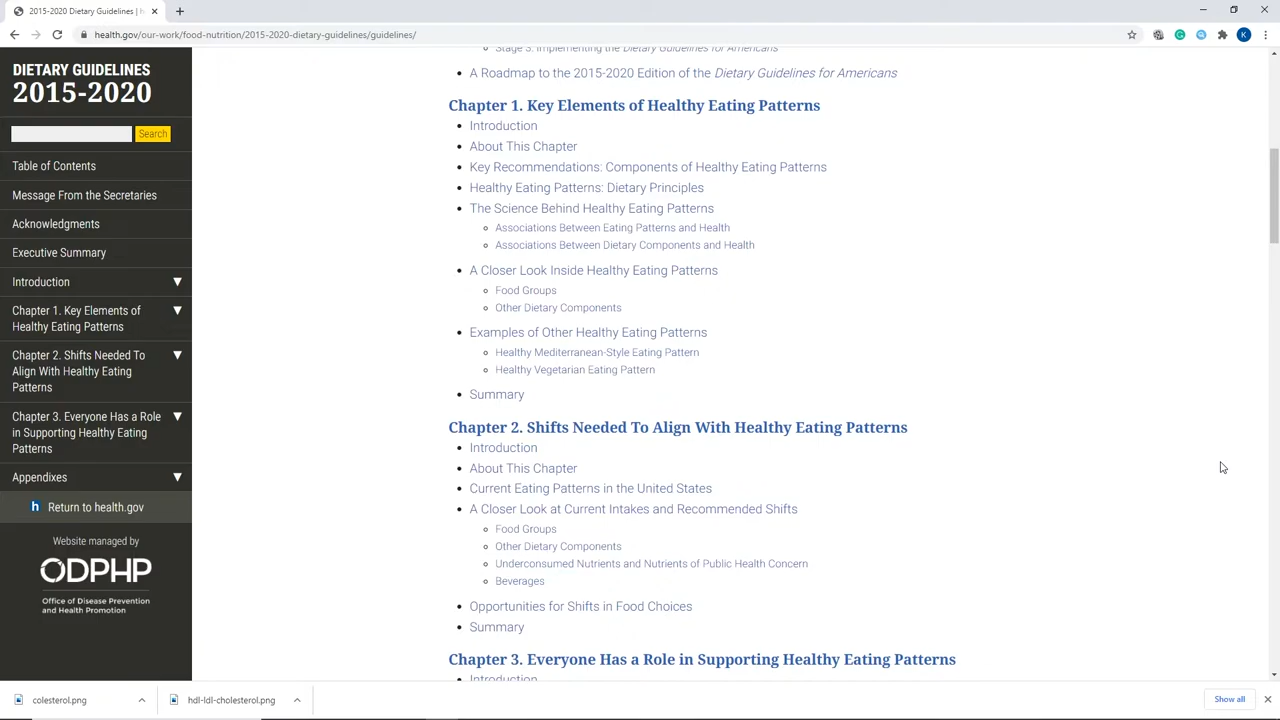 2015-2020 Dietary Guidelines | h
health.gov/our-work/food-nutrition/2015-2020-dietary-guidelines/guidelines/
K
DIETARY GUIDELINES
2015-2020
Search
Table of Contents
Message From the Secretaries
Acknowledgments
Executive Summary
Introduction
Chapter 1. Key Elements of
Healthy Eating Patterns
Chapter 2. Shifts Needed To
Align With Healthy Eating
Patterns
Chapter 3. Everyone Has a Role
in Supporting Healthy Eating
Patterns
Appendixes
h Return to health.gov
Website managed by
ODPHP
Office of Disease Prevention
and Health Promotion
Stage 3: Implementing the Dietary Guidelines for Americans
A Roadmap to the 2015-2020 Edition of the Dietary Guidelines for Americans
Chapter 1. Key Elements of Healthy Eating Patterns
Introduction
About This Chapter
Key Recommendations: Components of Healthy Eating Patterns
Healthy Eating Patterns: Dietary Principles
The Science Behind Healthy Eating Patterns
Associations Between Eating Patterns and Health
Associations Between Dietary Components and Health
A Closer Look Inside Healthy Eating Patterns
Food Groups
Other Dietary Components
Examples of Other Healthy Eating Patterns
Healthy Mediterranean-Style Eating Pattern
Healthy Vegetarian Eating Pattern
Summary
Chapter 2. Shifts Needed To Align With Healthy Eating Patterns
Introduction
About This Chapter
Current Eating Patterns in the United States
A Closer Look at Current Intakes and Recommended Shifts
Food Groups
Other Dietary Components
Underconsumed Nutrients and Nutrients of Public Health Concern
Beverages
Opportunities for Shifts in Food Choices
Summary
Chapter 3. Everyone Has a Role in Supporting Healthy Eating Patterns
Introduction
colesterol.png
hdl-ldl-cholesterol.png
Show all